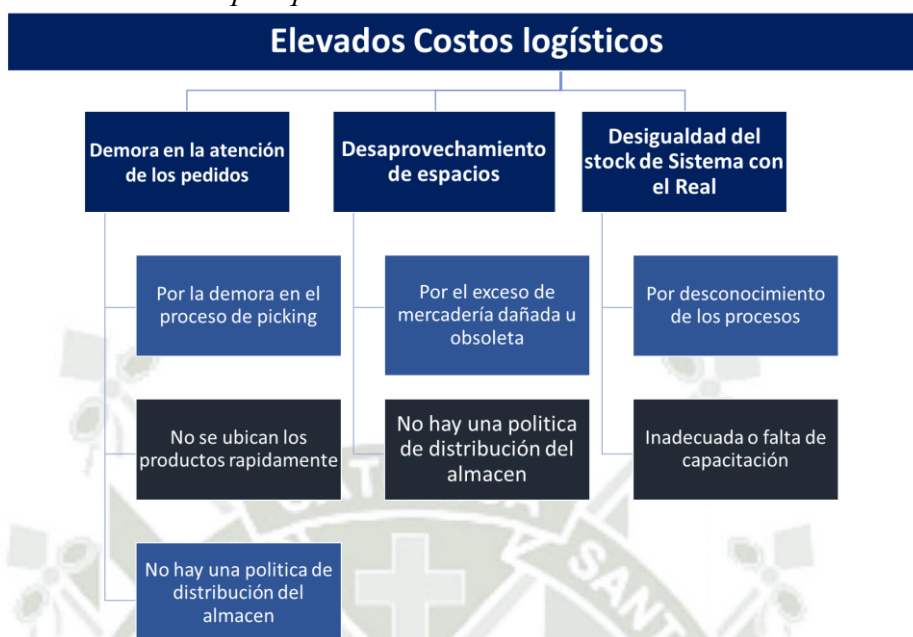 Elevados Costos logísticos
Demora en la atención
de los pedidos
Desaprovechamiento
de espacios
Desigualdad del
stock de Sistema con
el Real
Por la demora en el
proceso de picking
Por el exceso de
mercadería dañada u
obsoleta
Por desconocimiento
de los procesos
No se ubican los
productos rapidamente
No hay una politica
de distribución del
almacen
Inadecuada o falta de
capacitación
No hay una politica de
distribución del
almacen